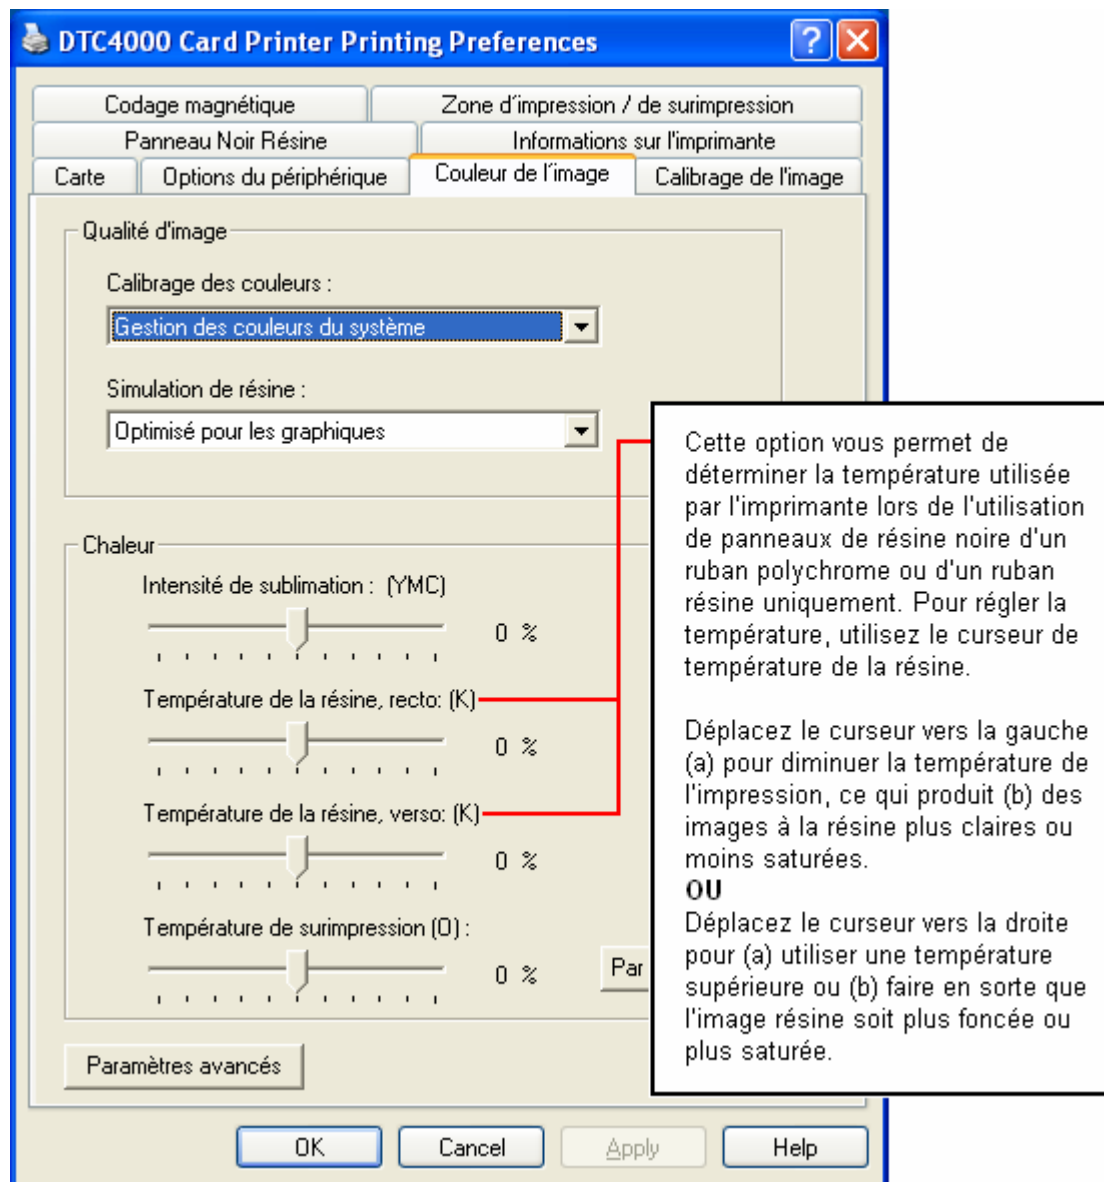 DTC4000 Card Printer Printing Preferences
Codage magnétique
Zone d'impression / de surimpression
Panneau Noir Résine
Informations sur l'imprimante
Carte
Options du périphérique
Couleur de l'image
Calibrage de l'image
Qualité d'image
Calibrage des couleurs :
Gestion des couleurs du système
Simulation de résine :
Optimisé pour les graphiques
Chaleur
Intensité de sublimation : (YMC)
0 %
Température de la résine, recto: (K)
0 %
Température de la résine, verso: (K)
0 %
Température de surimpression (O) :
0 %
Par
Paramètres avancés
OK
Cancel
Apply
Help
Cette option vous permet de
déterminer la température utilisée
par l'imprimante lors de l'utilisation
de panneaux de résine noire d'un
ruban polychrome ou d'un ruban
résine uniquement. Pour régler la
température, utilisez le curseur de
température de la résine.
Déplacez le curseur vers la gauche
(a) pour diminuer la température de
l'impression, ce qui produit (b) des
images à la résine plus claires ou
moins saturées.
OU
Déplacez le curseur vers la droite
pour (a) utiliser une température
supérieure ou (b) faire en sorte que
l'image résine soit plus foncée ou
plus saturée.